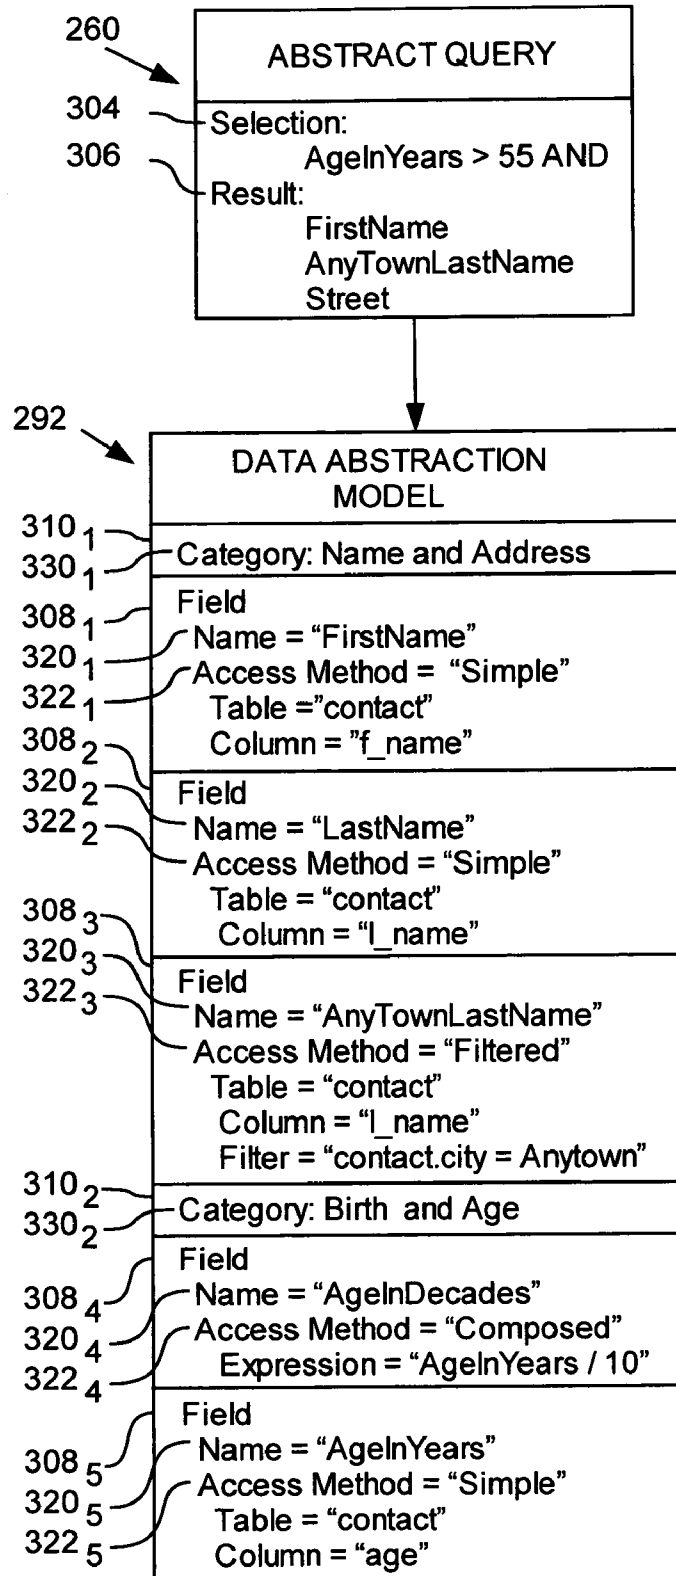 260
ABSTRACT QUERY
304
Selection:
AgeInYears > 55 AND
306
Result:
FirstName
AnyTownLastName
Street
292
DATA ABSTRACTION
MODEL
310 1
330 1
Category: Name and Address
308 1
Field
320 1
Name = “FirstName”
322 1
Access Method = “Simple”
Table =”contact”
Column = ”f_name”
308 2
Field
320 2
Name = “LastName”
322 2
Access Method = “Simple”
Table = “contact”
Column = “l_name”
308 3
Field
320 3
Name = “AnyTownLastName”
322 3
Access Method = “Filtered”
Table = “contact”
Column = “l_name”
Filter = “contact.city = Anytown”
310 2
330 2
Category: Birth and Age
308 4
Field
320 4
Name = “AgeInDecades”
322 4
Access Method = “Composed”
Expression = “AgeInYears / 10”
308 5
Field
320 5
Name = “AgeInYears”
322 5
Access Method = “Simple”
Table = “contact”
Column = “age”